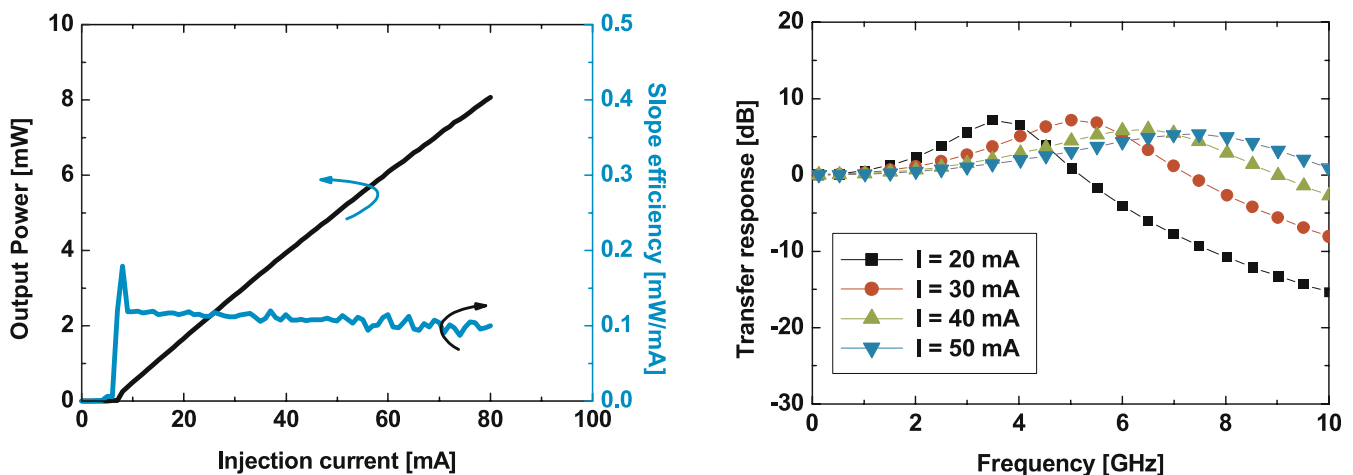 10
8
6
4
2
0
Output Power [mW]
0.5
0.4
0.3
0.2
0.1
0.0
Slope efficiency [mW/mA]
0 20 40 60 80 100
Injection current [mA]
20
10
0
-10
-20
-30
Transfer response [dB]
I = 20 mA
I = 30 mA
I = 40 mA
I = 50 mA
0 2 4 6 8 10
Frequency [GHz]